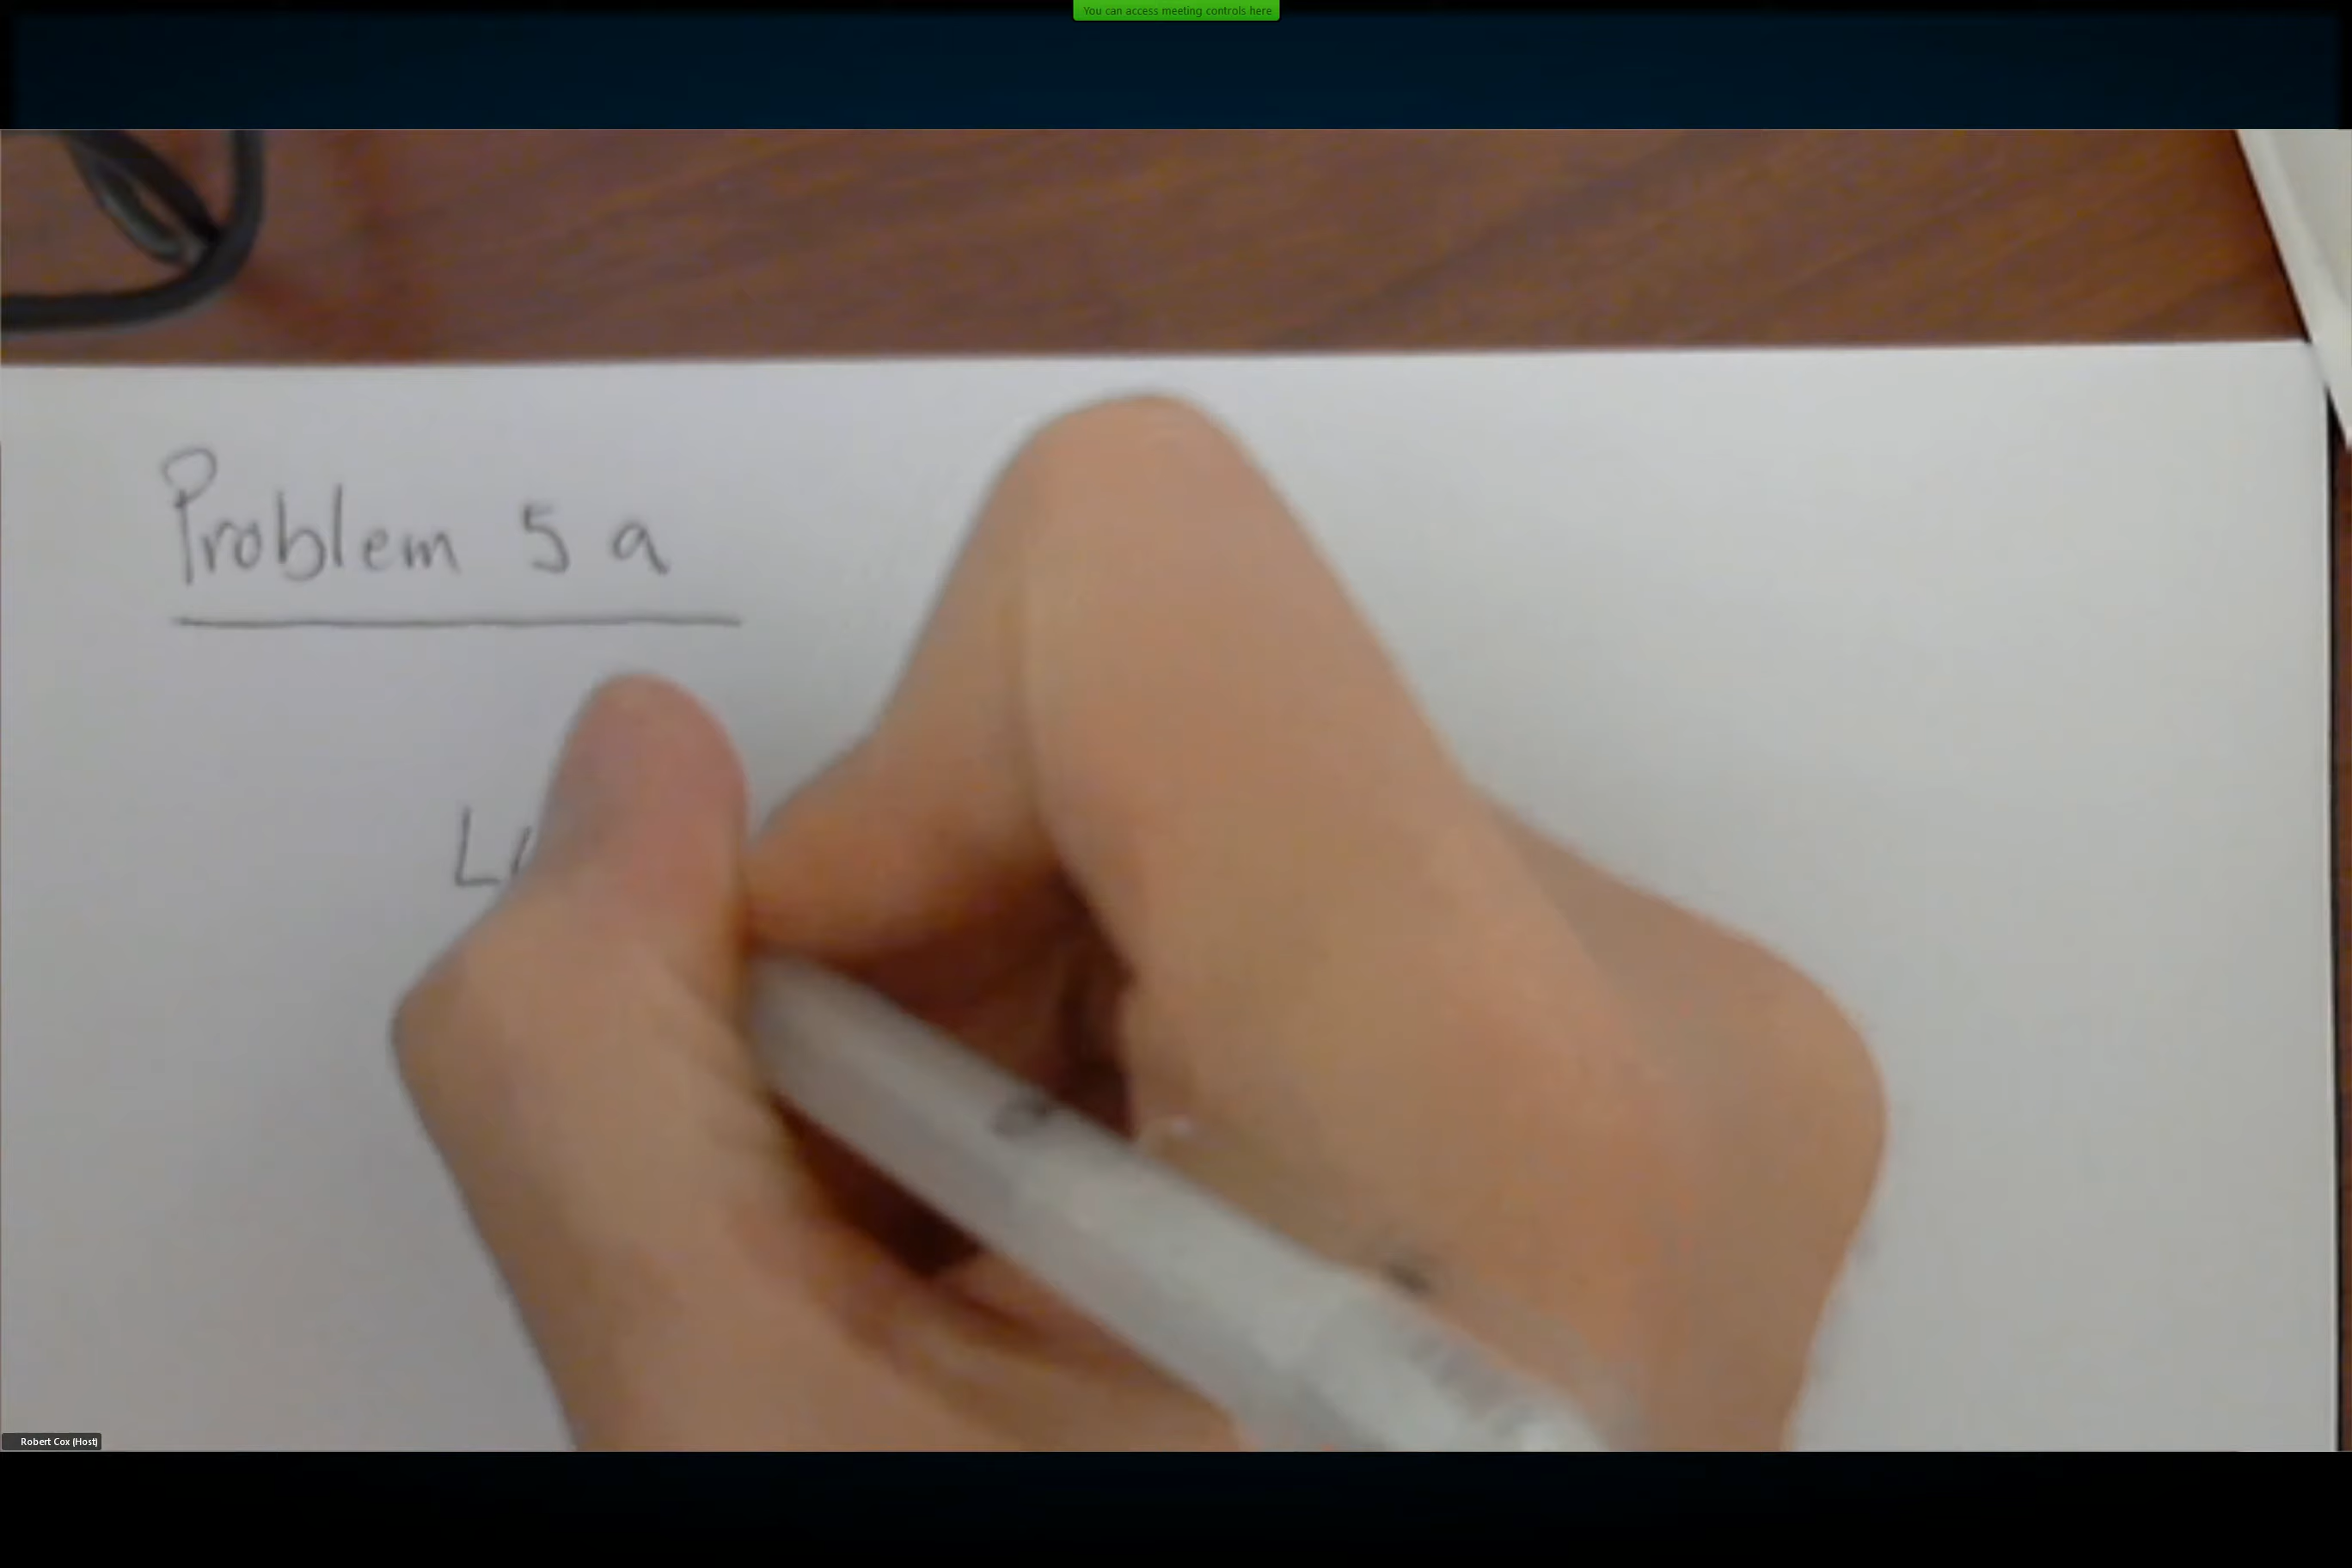 You can access meeting controls here
Problem 5 a
Robert Cox (Host)